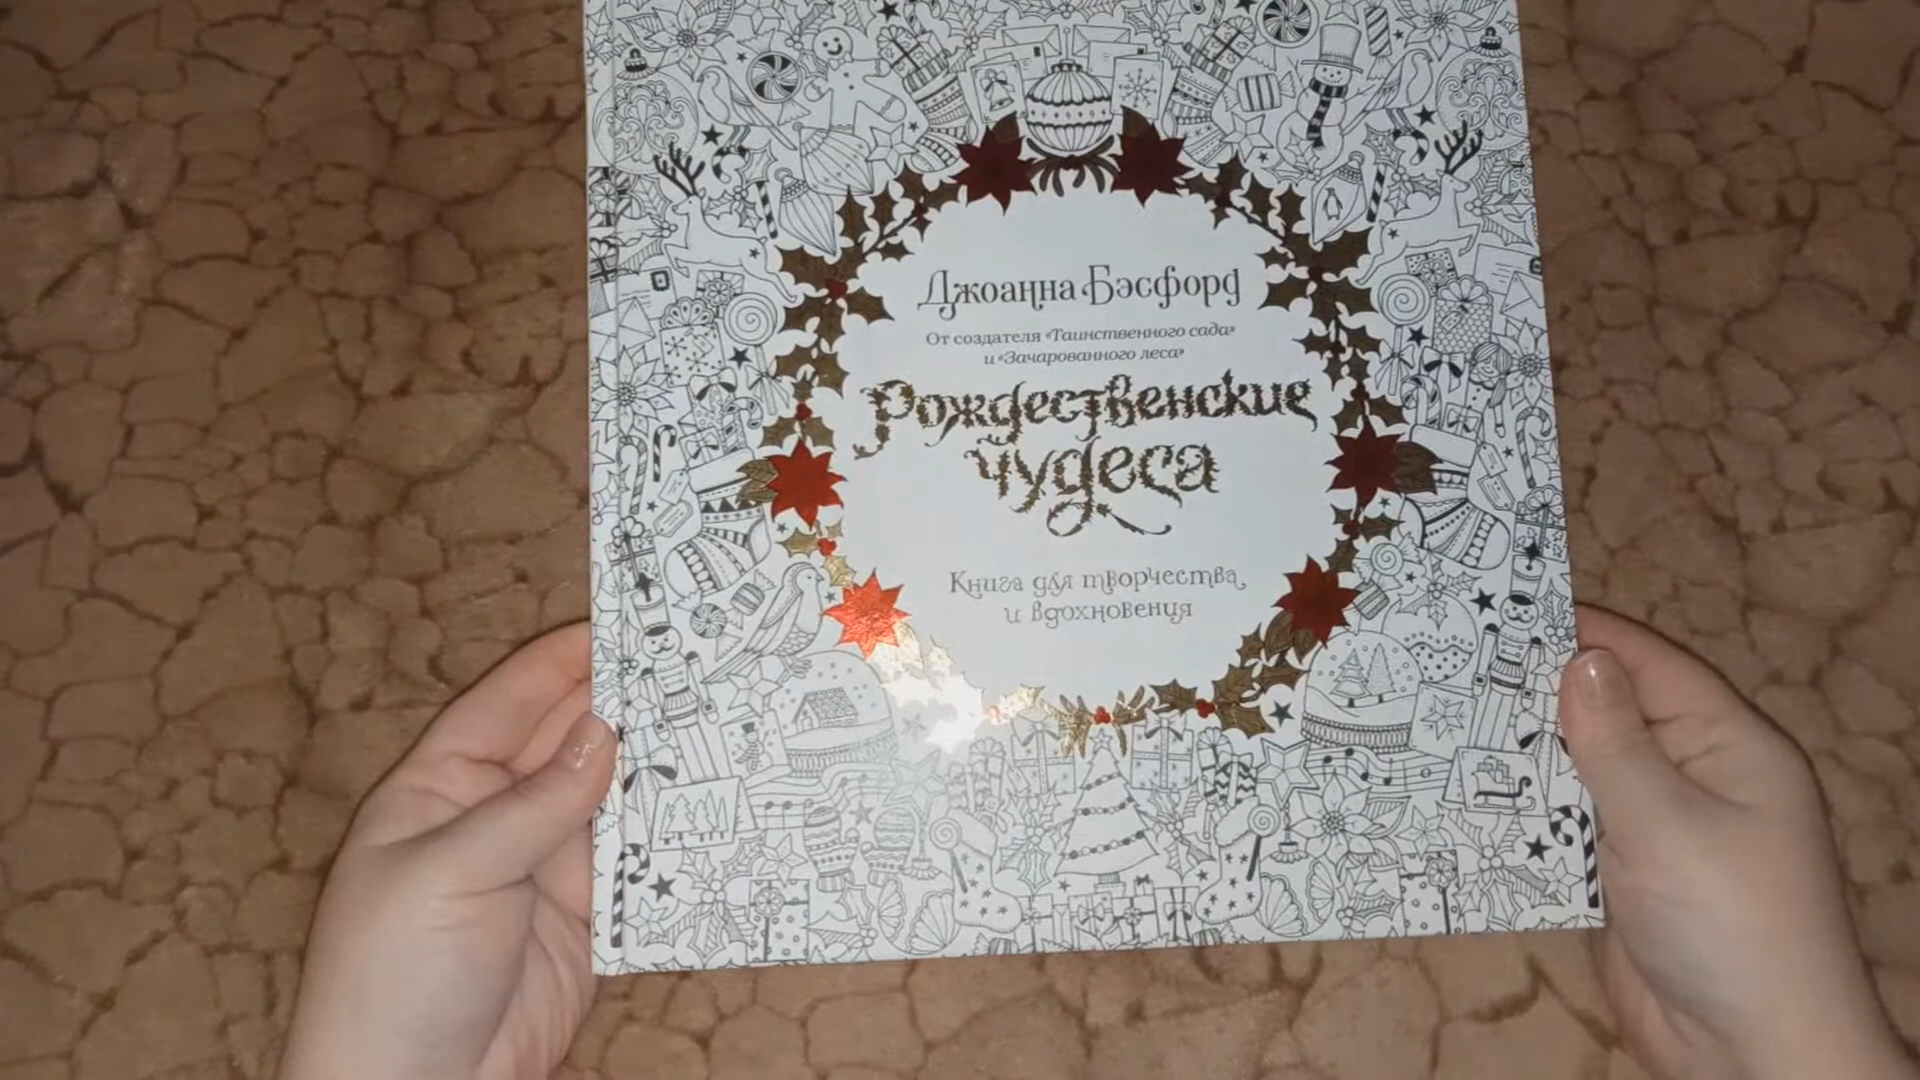 Джоанна Бэсфорд
От создателя «Таинственного сада»
и «Зачарованного леса»
Рождественские
чудеса
Книга для творчества
и вдохновения